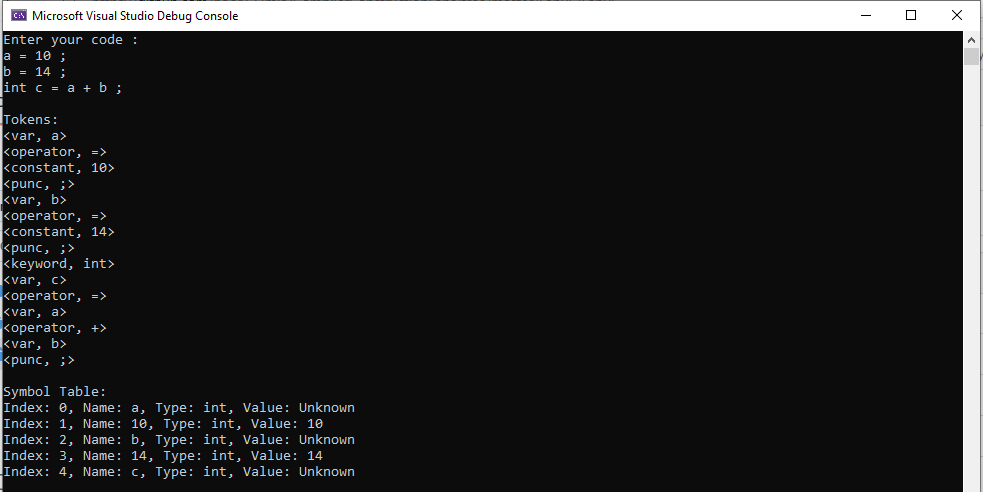 Microsoft Visual Studio Debug Console
Enter your code :
a = 10 ;
b = 14 ;
int c = a + b ;
Tokens:
<var, a>
<operator, =>
<constant, 10>
<punc, ;>
<var, b>
<operator, =>
<constant, 14>
<punc, ;>
<keyword, int>
<var, c>
<operator, =>
<var, a>
<operator, +>
<var, b>
<punc, ;>
Symbol Table:
Index: 0, Name: a, Type: int, Value: Unknown
Index: 1, Name: 10, Type: int, Value: 10
Index: 2, Name: b, Type: int, Value: Unknown
Index: 3, Name: 14, Type: int, Value: 14
Index: 4, Name: c, Type: int, Value: Unknown